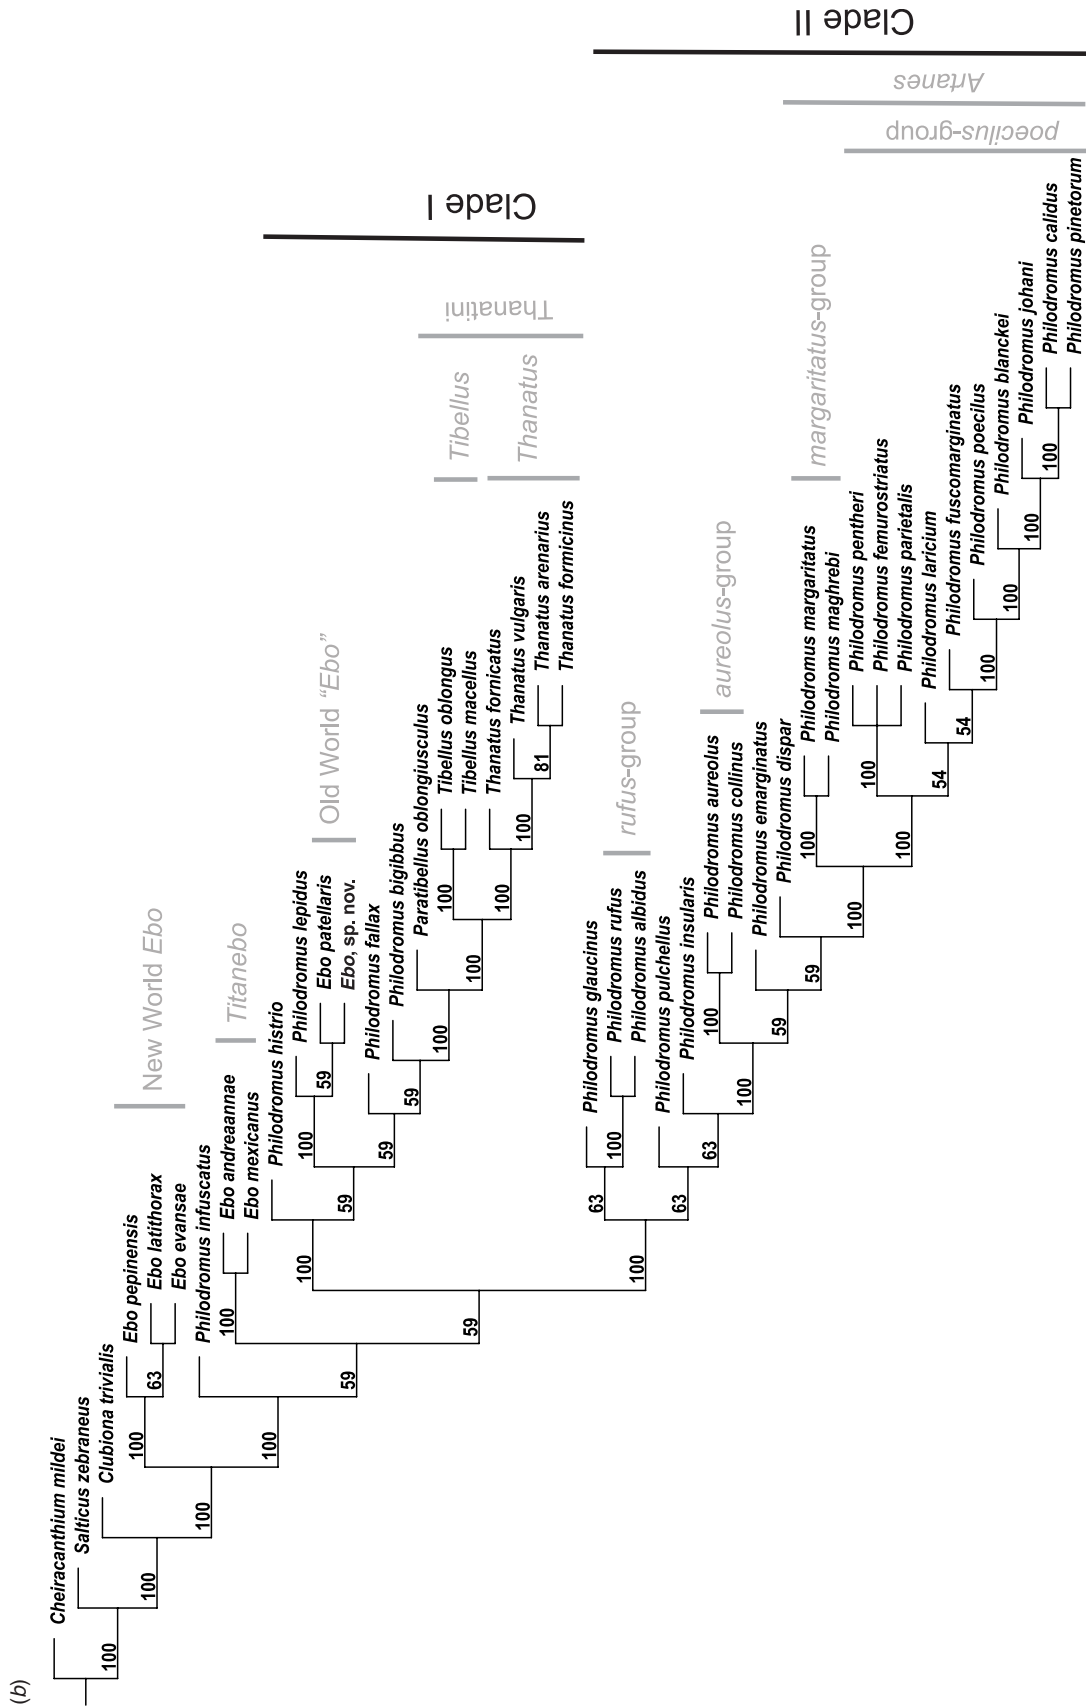 (b)
Cheiracanthium mildei
Salticus zebraneus
Clubiona trivialis
Ebo pepinensis
Ebo latithorax
Ebo evansae
Philodromus infuscatus
Ebo andreaannae
Ebo mexicanus
Philodromus histrio
Philodromus lepidus
Ebo patellaris
Ebo, sp. nov.
Philodromus fallax
Philodromus bigibbus
Paratibellus oblongiusculus
Tibellus oblongus
Tibellus macellus
Thanatus fornicatus
Thanatus vulgaris
Thanatus arenarius
Thanatus formicinus
Philodromus glaucinus
Philodromus rufus
Philodromus albidus
Philodromus pulchellus
Philodromus insularis
Philodromus aureolus
Philodromus collinus
Philodromus emarginatus
Philodromus dispar
Philodromus margaritatus
Philodromus maghrebi
Philodromus pentheri
Philodromus femurostriatus
Philodromus parietalis
Philodromus laricium
Philodromus fuscomarginatus
Philodromus poecilus
Philodromus blanckei
Philodromus johani
Philodromus calidus
Philodromus pinetorum
New World Ebo
Titanebo
Old World "Ebo"
Tibellus
Thanatus
Thanatini
Clade I
rufus-group
aureolus-group
margaritatus-group
poecilus-group
Artanes
Clade II
100
100
100
100
63
100
59
100
59
100
59
100
59
59
59
100
100
100
100
100
81
100
63
100
63
63
100
100
59
59
100
100
100
100
54
54
100
100
100
100